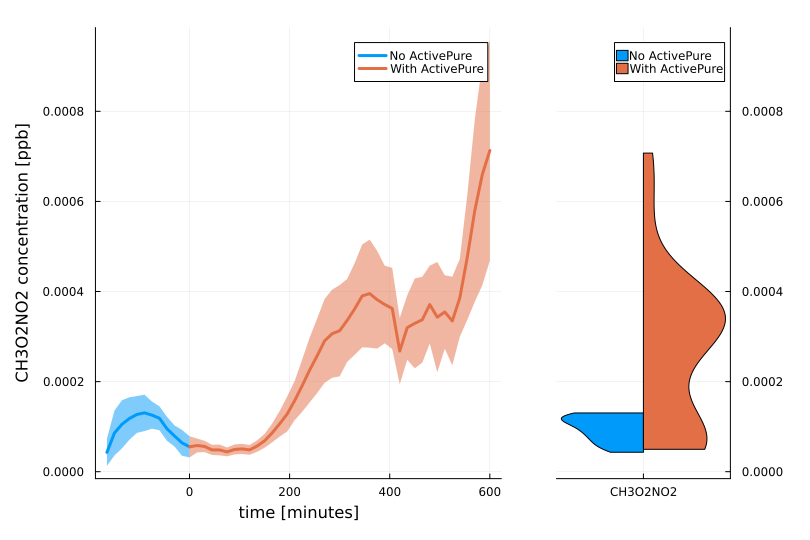 No ActivePure
With ActivePure
No ActivePure
With ActivePure
CH3O2NO2 concentration [ppb]
0.0008
0.0006
0.0004
0.0002
0.0000
0.0008
0.0006
0.0004
0.0002
0.0000
0
200
400
600
time [minutes]
CH3O2NO2